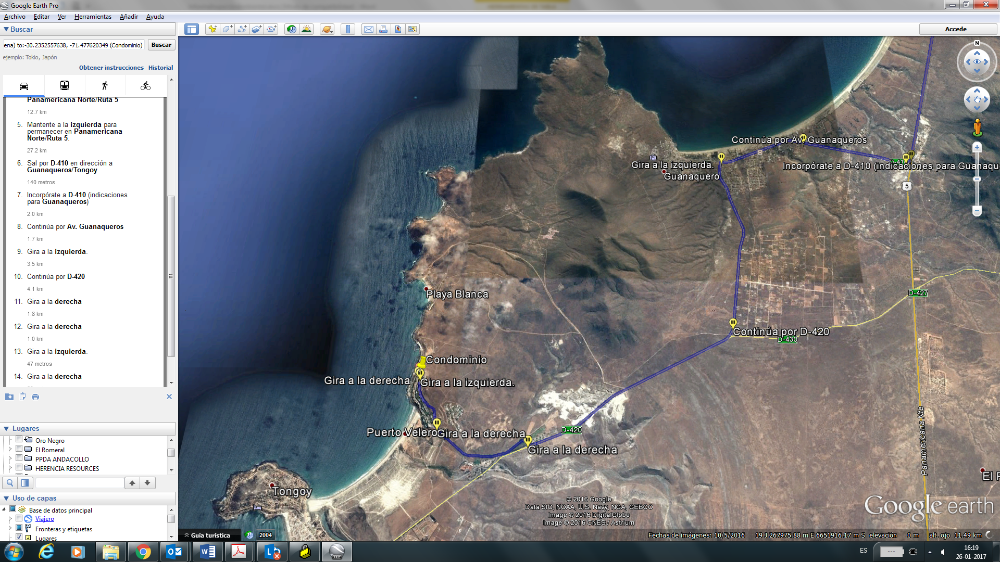 Google Earth Pro
Archivo Editar Ver Herramientas Añadir Ayuda
Buscar
ena) to:-30.2352557638, -71.477620349 (Condominio)
Buscar
ejemplo: Tokio, Japón
Obtener instrucciones Historial
Panamericana Norte/Ruta 5
12.7 km
5. Mantente a la izquierda para
permanecer en Panamericana
Norte/Ruta 5.
27.2 km
6. Sal por D-410 en dirección a
Guanaqueros/Tongoy
140 metros
7. Incorpórate a D-410 (indicaciones
para Guanaqueros)
2.0 km
8. Continúa por Av. Guanaqueros
1.7 km
9. Gira a la izquierda.
3.5 km
10. Continúa por D-420
4.1 km
11. Gira a la derecha
1.8 km
12. Gira a la derecha
1.0 km
13. Gira a la izquierda.
47 metros
14. Gira a la derecha
Lugares
Oro Negro
El Romeral
PPDA ANDACOLLO
HERENCIA RESOURCES
Uso de capas
Base de datos principal
Viajero
Fronteras y etiquetas
Lugares
Accede
N
Continúa por Av. Guanaqueros
Gira a la izquierda.
Guanaquero
Incorpórate a D-410 (indicaciones para Guanaqu
5
Playa Blanca
D-427
Continúa por D-420
D-430
Condominio
Gira a la derecha
Gira a la izquierda.
Puerto Velero
Gira a la derecha
D-420
Gira a la derecha
Panamericana Nte
Tongoy
© 2016 Google
Data SIO, NOAA, U.S. Navy, NGA, GEBCO
Image © 2016 DigitalGlobe
Image © 2016 CNES / Astrium
Google earth
Guía turística
2004
Fechas de imágenes: 10/5/2016 19 J 267975.88 m E 6651916.17 m S elevación 0 m alt. ojo 11.49 km
ES
16:19
26-01-2017